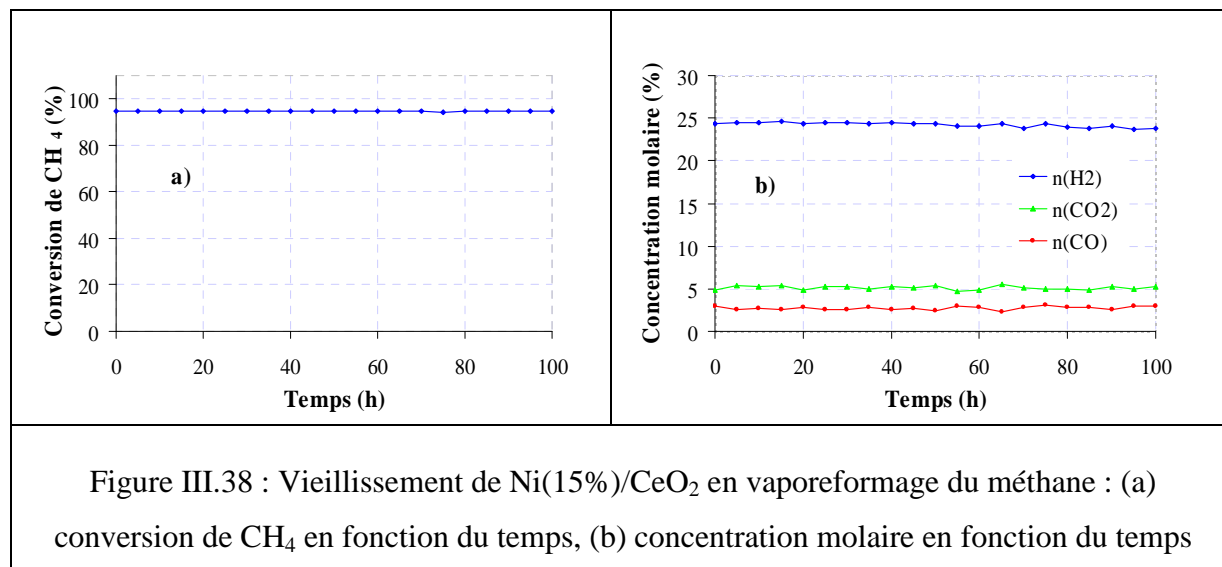 Conversion de CH 4 (%)
100
80
60
40
20
0
a)
0 20 40 60 80 100
Temps (h)
Concentration molaire (%)
30
25
20
15
10
5
0
b)
n(H2)
n(CO2)
n(CO)
0 20 40 60 80 100
Temps (h)
Figure III.38 : Vieillissement de Ni(15%)/CeO₂ en vaporeformage du méthane : (a)
conversion de CH₄ en fonction du temps, (b) concentration molaire en fonction du temps